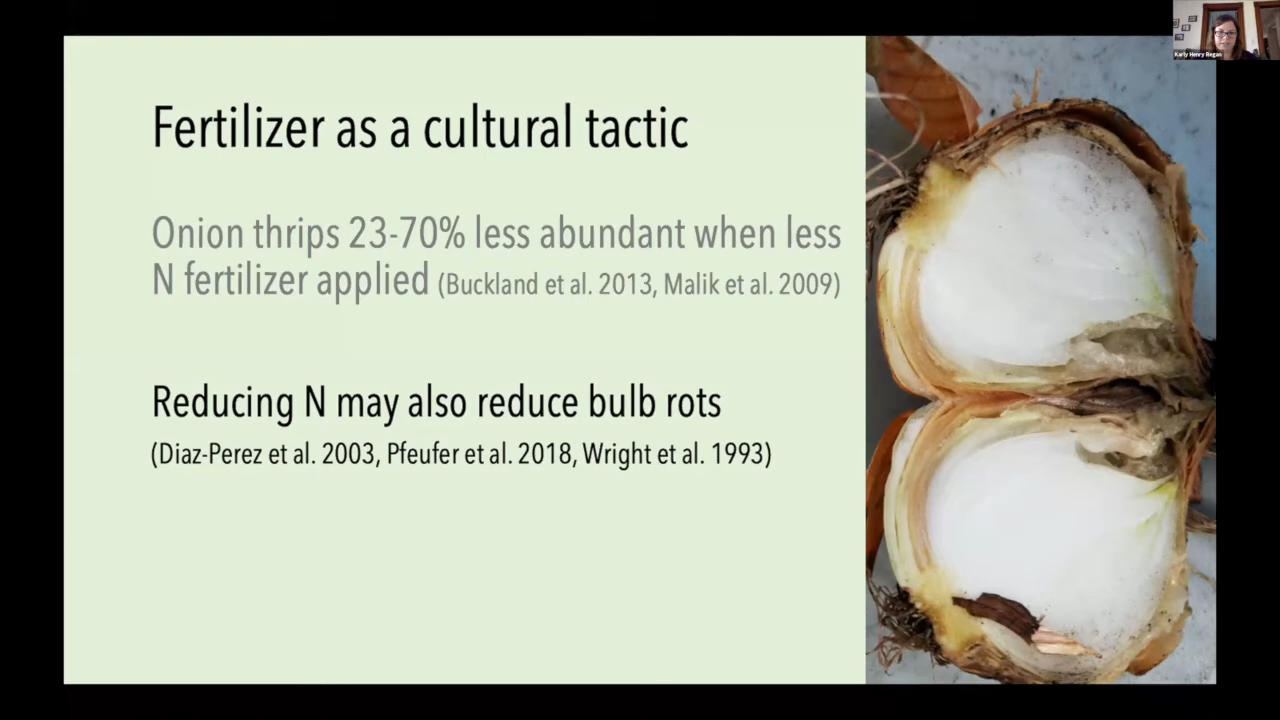 Karly Henry Regan
Fertilizer as a cultural tactic
Onion thrips 23-70% less abundant when less
N fertilizer applied (Buckland et al. 2013, Malik et al. 2009)
Reducing N may also reduce bulb rots
(Diaz-Perez et al. 2003, Pfeufer et al. 2018, Wright et al. 1993)